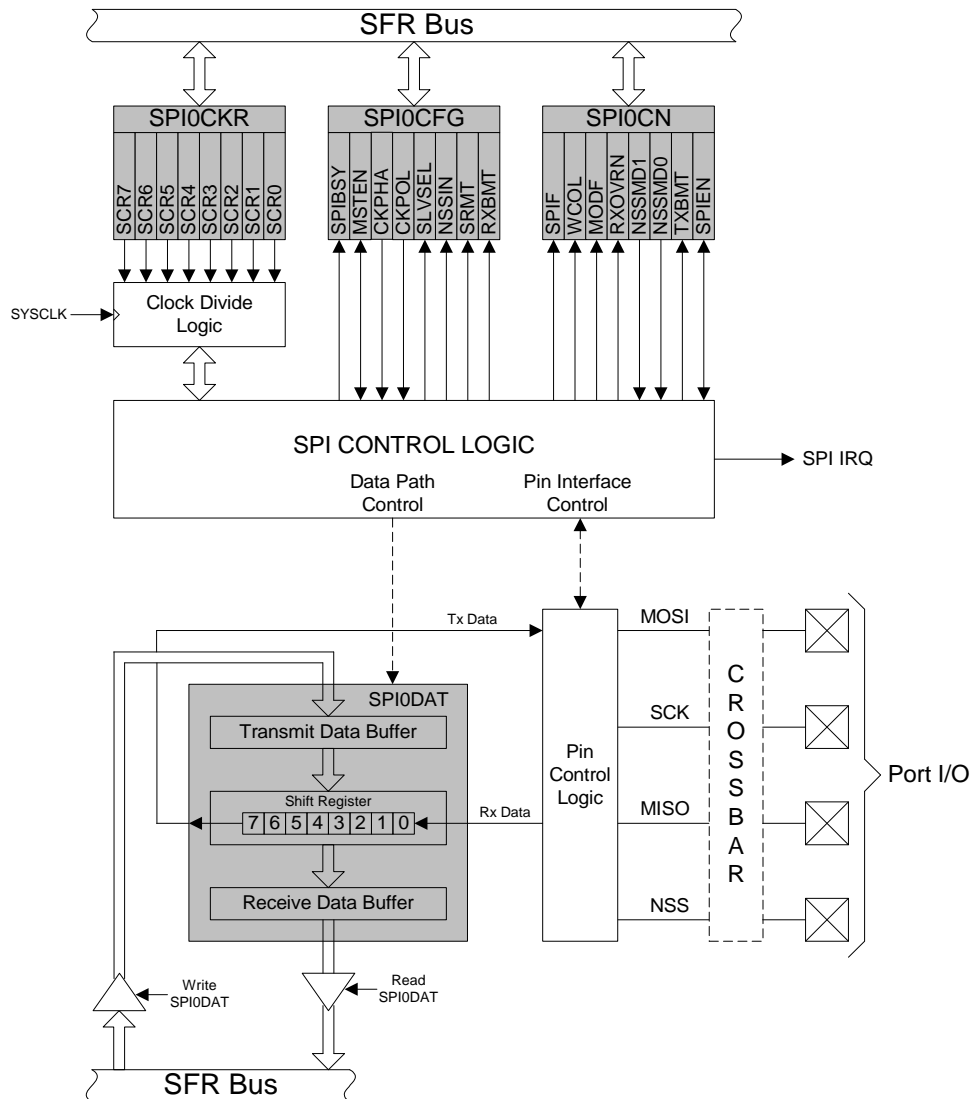 SFR Bus
SPI0CKR
SPI0CFG
SPI0CN
SCR7
SCR6
SCR5
SCR4
SCR3
SCR2
SCR1
SCR0
SPIBSY
MSTEN
CKPHA
CKPOL
SLVSEL
NSSIN
SRMT
RXBMT
SPIF
WCOL
MODF
RXOVRN
NSSMD1
NSSMD0
TXBMT
SPIEN
SYSCLK
Clock Divide
Logic
SPI CONTROL LOGIC
SPI IRQ
Data Path
Control
Pin Interface
Control
Tx Data
MOSI
SPI0DAT
Transmit Data Buffer
SCK
Shift Register
7 6 5 4 3 2 1 0
Rx Data
Pin
Control
Logic
MISO
Receive Data Buffer
NSS
C
R
O
S
S
B
A
R
Port I/O
Write
SPI0DAT
Read
SPI0DAT
SFR Bus